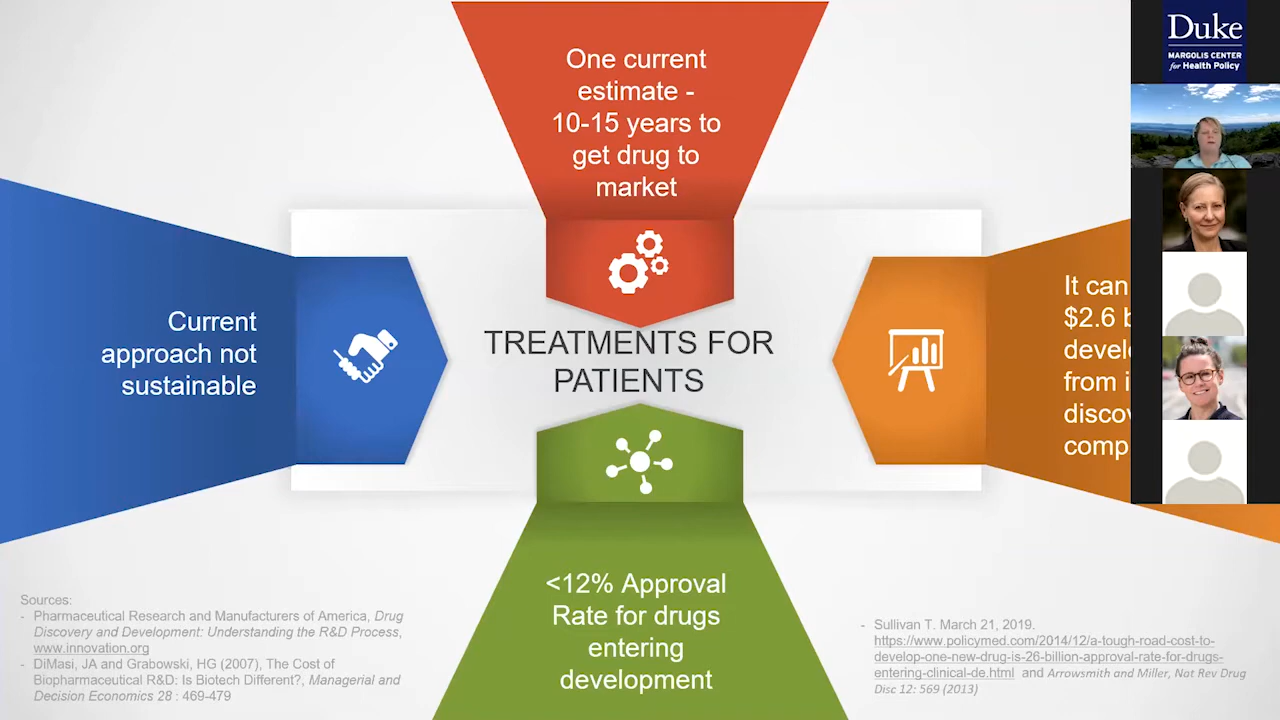 One current
estimate -
10-15 years to
get drug to
market
Duke
MARGOLIS CENTER
for Health Policy
Current
approach not
sustainable
TREATMENTS FOR
PATIENTS
It can
$2.6
from
<12% Approval
Rate for drugs
entering
development
Sources:
- Pharmaceutical Research and Manufacturers of America, Drug
Discovery and Development: Understanding the R&D Process,
www.innovation.org
- DiMasi, JA and Grabowski, HG (2007), The Cost of
Biopharmaceutical R&D: Is Biotech Different?, Managerial and
Decision Economics 28 : 469-479
- Sullivan T. March 21, 2019.
https://www.policymed.com/2014/12/a-tough-road-cost-to-
develop-one-new-drug-is-26-billion-approval-rate-for-drugs-
entering-clinical-de.html and Arrowsmith and Miller, Nat Rev Drug
Disc 12: 569 (2013)